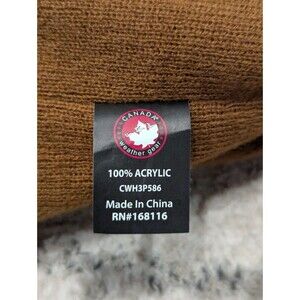 CANADA
weather gear
100% ACRYLIC
CWH3P586
Made In China
RN#168116